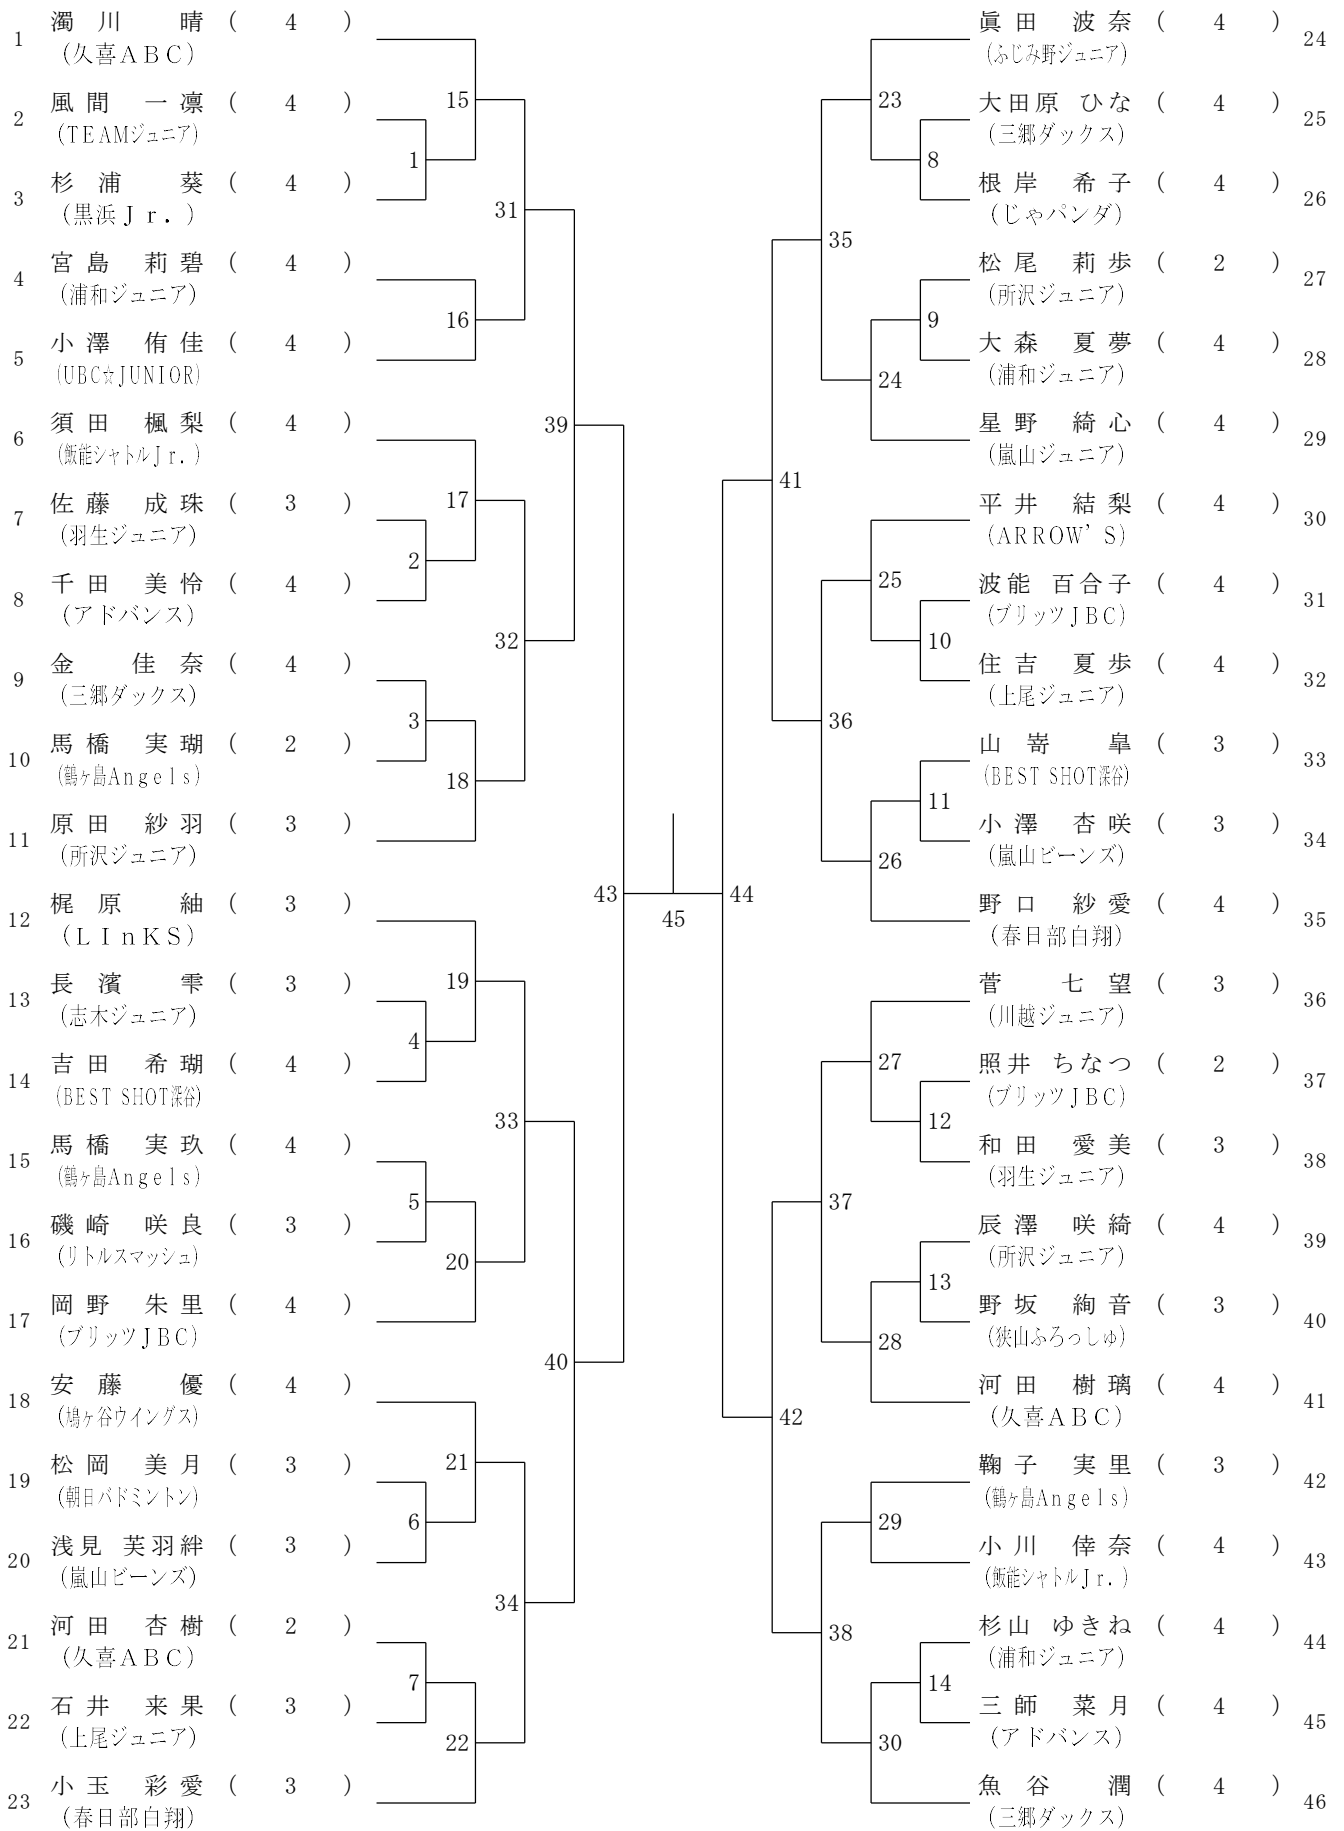 1 濁川 晴 ( 4 )
(久喜ABC)
2 風間 一凛 ( 4 )
(TEAMジュニア)
3 杉浦 葵 ( 4 )
(黒浜Jr.)
4 宮島 莉碧 ( 4 )
(浦和ジュニア)
5 小澤 侑佳 ( 4 )
(UBC☆JUNIOR)
6 須田 楓梨 ( 4 )
(飯能シャトルJr.)
7 佐藤 成珠 ( 3 )
(羽生ジュニア)
8 千田 美怜 ( 4 )
(アドバンス)
9 金 佳奈 ( 4 )
(三郷ダックス)
10 馬橋 実瑚 ( 2 )
(鶴ヶ島Angels)
11 原田 紗羽 ( 3 )
(所沢ジュニア)
12 梶原 紬 ( 3 )
(LInKS)
13 長濱 雫 ( 3 )
(志木ジュニア)
14 吉田 希瑚 ( 4 )
(BEST SHOT深谷)
15 馬橋 実玖 ( 4 )
(鶴ヶ島Angels)
16 磯崎 咲良 ( 3 )
(リトルスマッシュ)
17 岡野 朱里 ( 4 )
(ブリッツJBC)
18 安藤 優 ( 4 )
(鳩ヶ谷ウイングス)
19 松岡 美月 ( 3 )
(朝日バドミントン)
20 浅見 芙羽絆 ( 3 )
(嵐山ビーンズ)
21 河田 杏樹 ( 2 )
(久喜ABC)
22 石井 来果 ( 3 )
(上尾ジュニア)
23 小玉 彩愛 ( 3 )
(春日部白翔)
1
2
3
4
5
6
7
15
16
17
18
19
20
21
22
31
32
33
34
39
40
43
45
44
41
42
35
36
37
38
23
24
25
26
27
28
29
30
8
9
10
11
12
13
14
眞田 波奈 ( 4 ) 24
(ふじみ野ジュニア)
大田原 ひな ( 4 ) 25
(三郷ダックス)
根岸 希子 ( 4 ) 26
(じゃパンダ)
松尾 莉歩 ( 2 ) 27
(所沢ジュニア)
大森 夏夢 ( 4 ) 28
(浦和ジュニア)
星野 綺心 ( 4 ) 29
(嵐山ジュニア)
平井 結梨 ( 4 ) 30
(ARROW’S)
波能 百合子 ( 4 ) 31
(ブリッツJBC)
住吉 夏歩 ( 4 ) 32
(上尾ジュニア)
山嵜 皐 ( 3 ) 33
(BEST SHOT深谷)
小澤 杏咲 ( 3 ) 34
(嵐山ビーンズ)
野口 紗愛 ( 4 ) 35
(春日部白翔)
菅 七望 ( 3 ) 36
(川越ジュニア)
照井 ちなつ ( 2 ) 37
(ブリッツJBC)
和田 愛美 ( 3 ) 38
(羽生ジュニア)
辰澤 咲綺 ( 4 ) 39
(所沢ジュニア)
野坂 絢音 ( 3 ) 40
(狭山ふろっしゅ)
河田 樹璃 ( 4 ) 41
(久喜ABC)
鞠子 実里 ( 3 ) 42
(鶴ヶ島Angels)
小川 倖奈 ( 4 ) 43
(飯能シャトルJr.)
杉山 ゆきね ( 4 ) 44
(浦和ジュニア)
三師 菜月 ( 4 ) 45
(アドバンス)
魚谷 潤 ( 4 ) 46
(三郷ダックス)